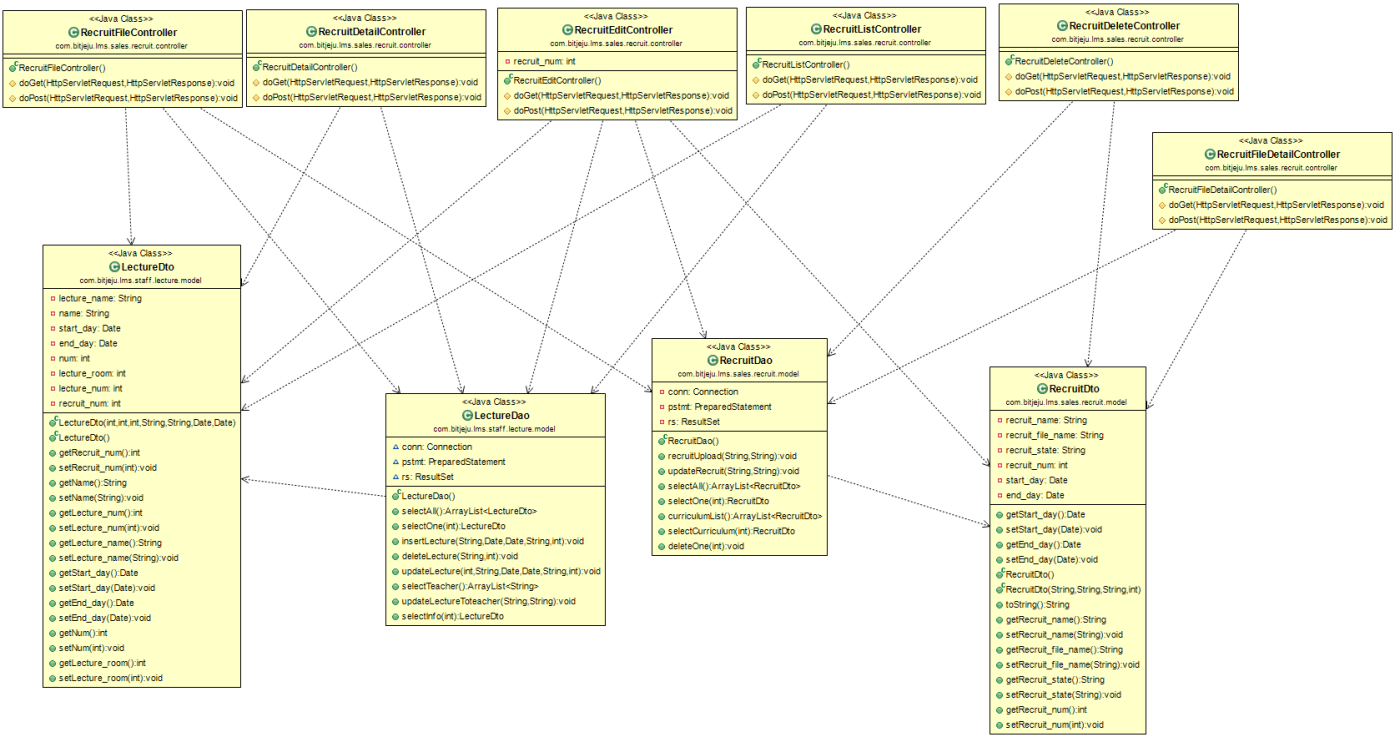 <<Java Class>>
RecruitFileController
com.bitjeju.lms.sales.recruit.controller
RecruitFileController()
doGet(HttpServletRequest,HttpServletResponse):void
doPost(HttpServletRequest,HttpServletResponse):void
<<Java Class>>
RecruitDetailController
com.bitjeju.lms.sales.recruit.controller
RecruitDetailController()
doGet(HttpServletRequest,HttpServletResponse):void
doPost(HttpServletRequest,HttpServletResponse):void
<<Java Class>>
RecruitEditController
com.bitjeju.lms.sales.recruit.controller
recruit_num: int
RecruitEditController()
doGet(HttpServletRequest,HttpServletResponse):void
doPost(HttpServletRequest,HttpServletResponse):void
<<Java Class>>
RecruitListController
com.bitjeju.lms.sales.recruit.controller
RecruitListController()
doGet(HttpServletRequest,HttpServletResponse):void
doPost(HttpServletRequest,HttpServletResponse):void
<<Java Class>>
RecruitDeleteController
com.bitjeju.lms.sales.recruit.controller
RecruitDeleteController()
doGet(HttpServletRequest,HttpServletResponse):void
doPost(HttpServletRequest,HttpServletResponse):void
<<Java Class>>
RecruitFileDetailController
com.bitjeju.lms.sales.recruit.controller
RecruitFileDetailController()
doGet(HttpServletRequest,HttpServletResponse):void
doPost(HttpServletRequest,HttpServletResponse):void
<<Java Class>>
LectureDto
com.bitjeju.lms.staff.lecture.model
lecture_name: String
name: String
start_day: Date
end_day: Date
num: int
lecture_room: int
lecture_num: int
recruit_num: int
LectureDto(int,int,int,String,String,Date,Date)
LectureDto()
getRecruit_num():int
setRecruit_num(int):void
getName():String
setName(String):void
getLecture_num():int
setLecture_num(int):void
getLecture_name():String
setLecture_name(String):void
getStart_day():Date
setStart_day(Date):void
getEnd_day():Date
setEnd_day(Date):void
getNum():int
setNum(int):void
getLecture_room():int
setLecture_room(int):void
<<Java Class>>
LectureDao
com.bitjeju.lms.staff.lecture.model
conn: Connection
pstmt: PreparedStatement
rs: ResultSet
LectureDao()
selectAll():ArrayList<LectureDto>
selectOne(int):LectureDto
insertLecture(String,Date,Date,String,int):void
deleteLecture(String,int):void
updateLecture(int,String,Date,Date,String,int):void
selectTeacher():ArrayList<String>
updateLectureToteacher(String,String):void
selectInfo(int):LectureDto
<<Java Class>>
RecruitDao
com.bitjeju.lms.sales.recruit.model
conn: Connection
pstmt: PreparedStatement
rs: ResultSet
RecruitDao()
recruitUpload(String,String):void
updateRecruit(String,String):void
selectAll():ArrayList<RecruitDto>
selectOne(int):RecruitDto
curriculumList():ArrayList<RecruitDto>
selectCurriculum(int):RecruitDto
deleteOne(int):void
<<Java Class>>
RecruitDto
com.bitjeju.lms.sales.recruit.model
recruit_name: String
recruit_file_name: String
recruit_state: String
recruit_num: int
start_day: Date
end_day: Date
getStart_day():Date
setStart_day(Date):void
getEnd_day():Date
setEnd_day(Date):void
RecruitDto()
RecruitDto(String,String,String,int)
toString():String
getRecruit_name():String
setRecruit_name(String):void
getRecruit_file_name():String
setRecruit_file_name(String):void
getRecruit_state():String
setRecruit_state(String):void
getRecruit_num():int
setRecruit_num(int):void